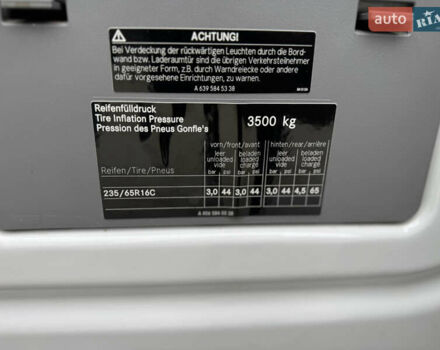 auto RIA
ACHTUNG!
Bei Verdeckung der rückwärtigen Leuchten durch die Bord-
wand bzw. Laderaumtür sind die übrigen Verkehrsteilnehmer
in geeigneter Form, z. B. durch Warndreiecke oder andere
dafür vorgesehene Einrichtungen, zu warnen.
A 639 584 53 38
Reifenfülldruck
Tire Inflation Pressure
Pression des Pneus Gonfle's
3500 kg
vorn/front/avant hinten/rear/arrière
leer beladen leer beladen
unloaded loaded unloaded loaded
vide charge vide charge
Reifen/Tire/Pneus bar psi bar psi bar psi bar psi
235/65R16C 3,0 44 3,0 44 3,0 44 4,5 65